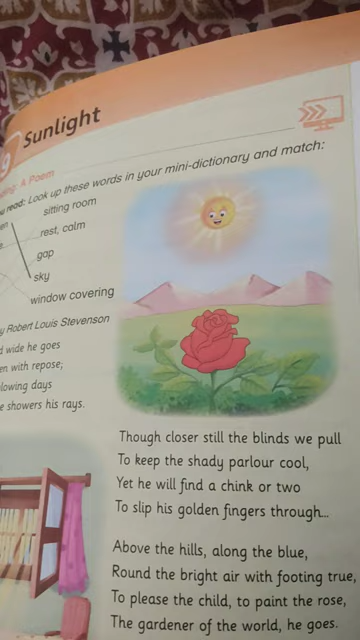 9 Sunlight
A Poem
read: Look up these words in your mini-dictionary and match:
sitting room
rest, calm
gap
sky
window covering
Robert Louis Stevenson
wide he goes
with repose;
days
showers his rays.
Though closer still the blinds we pull
To keep the shady parlour cool,
Yet he will find a chink or two
To slip his golden fingers through...
Above the hills, along the blue,
Round the bright air with footing true,
To please the child, to paint the rose,
The gardener of the world, he goes.